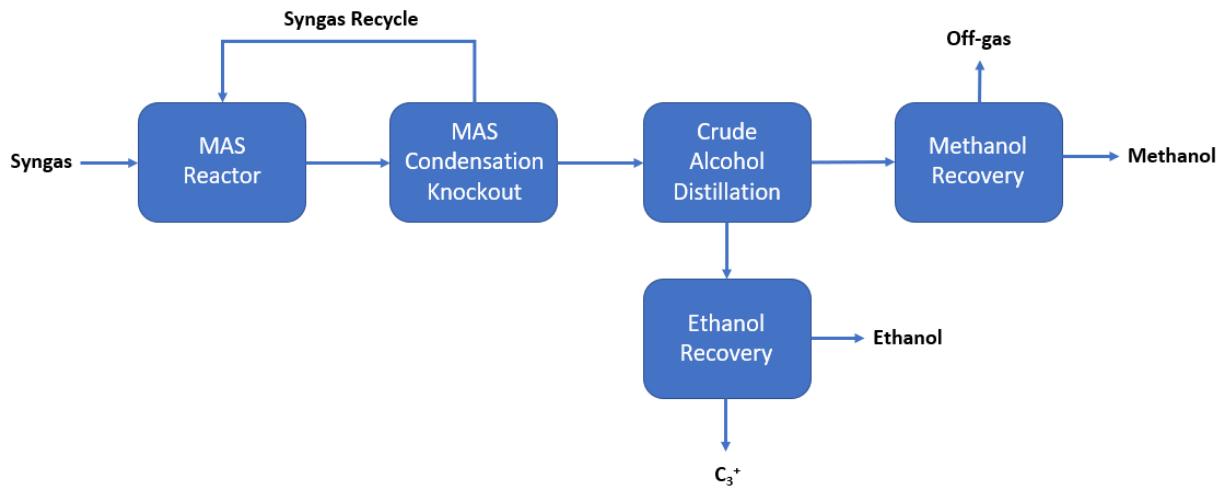 Syngas Recycle
Off-gas
Syngas
MAS
Reactor
MAS
Condensation
Knockout
Crude
Alcohol
Distillation
Methanol
Recovery
Methanol
Ethanol
Recovery
Ethanol
C₃⁺